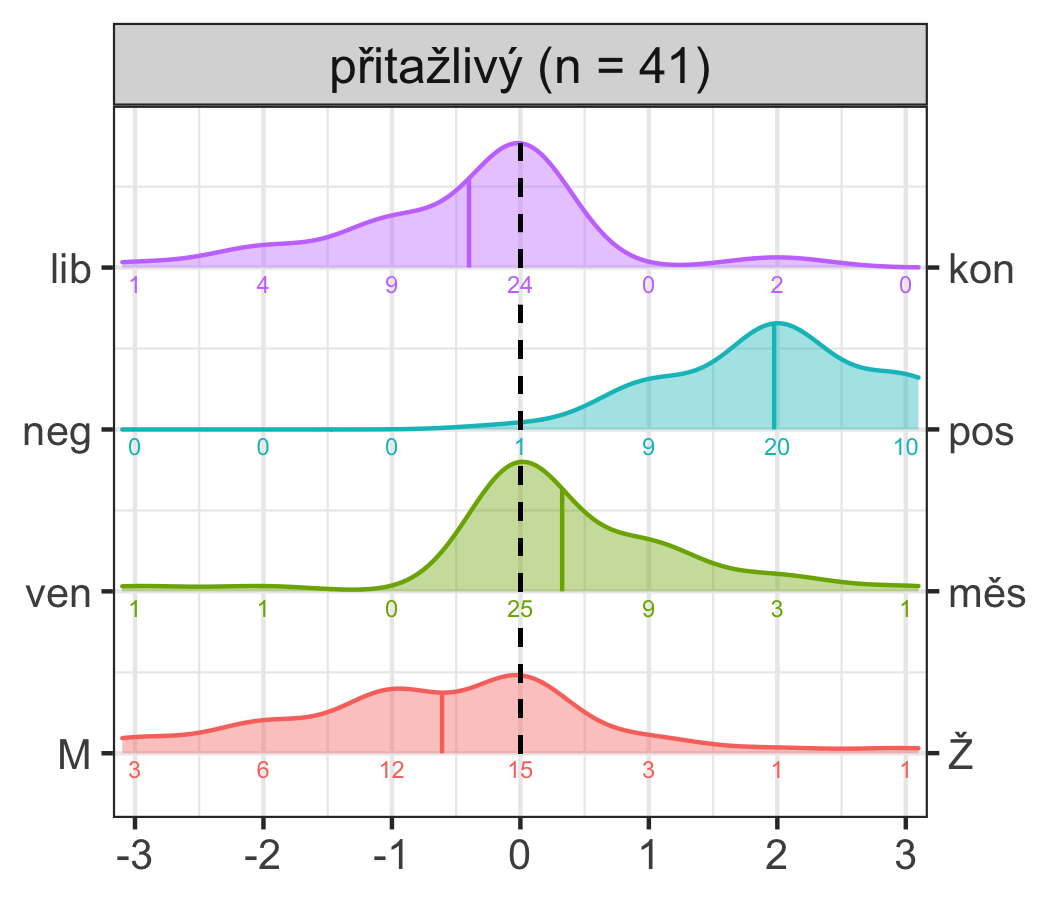 přitažlivý (n = 41)
lib kon
1 4 9 24 0 2 0
neg pos
0 0 0 1 9 20 10
ven měs
1 1 0 25 9 3 1
M Ž
3 6 12 15 3 1 1
-3 -2 -1 0 1 2 3